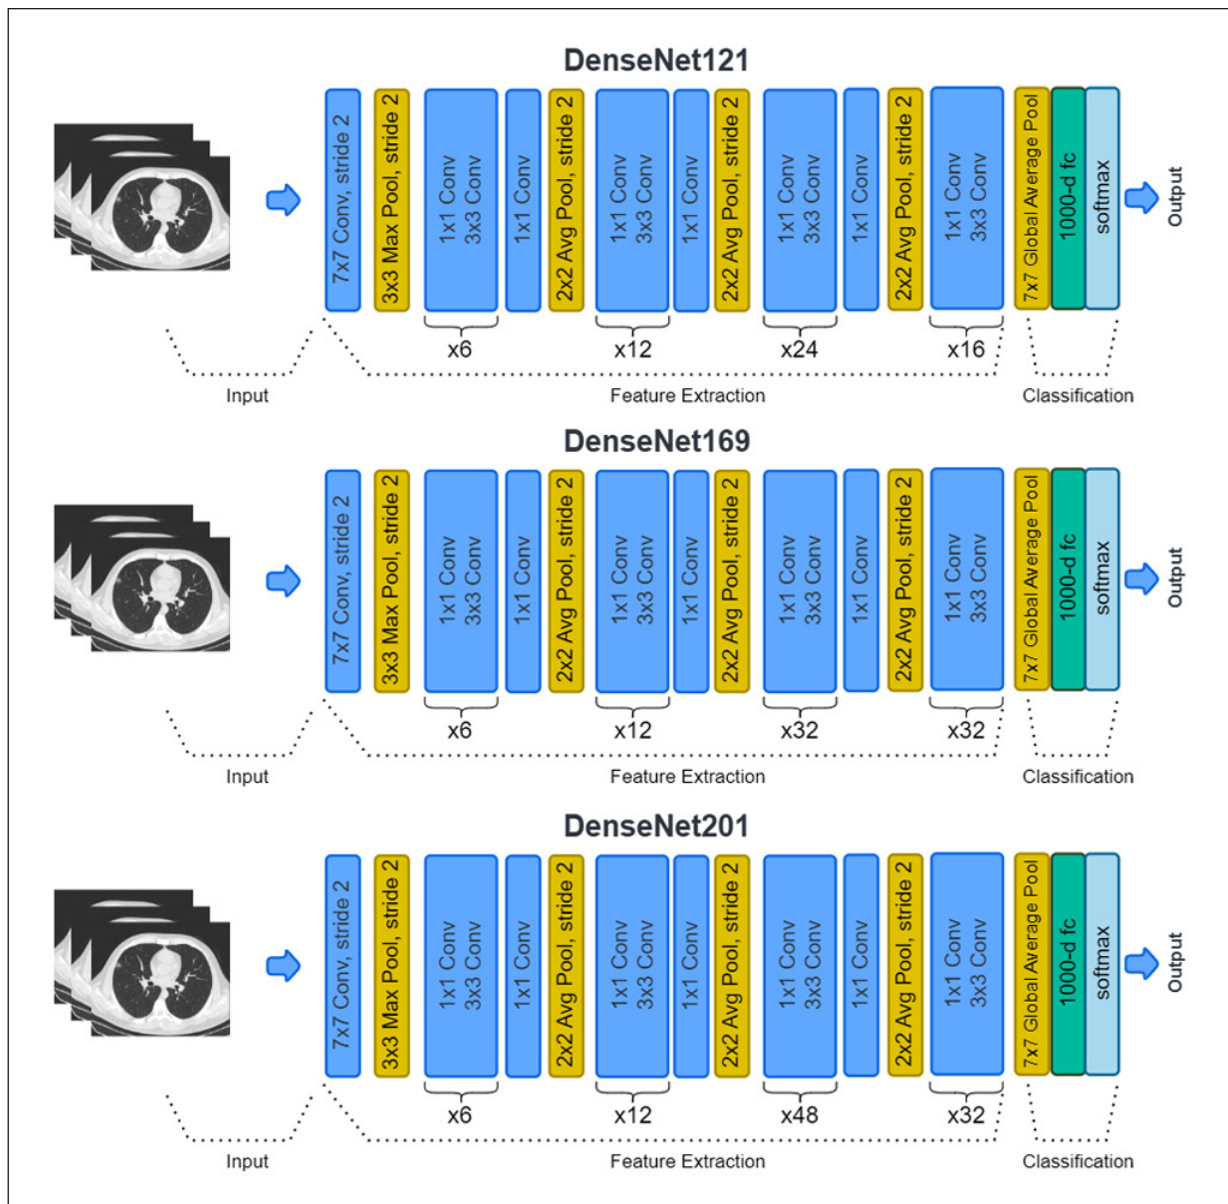 DenseNet121
7x7 Conv, stride 2
3x3 Max Pool, stride 2
1x1 Conv
3x3 Conv
1x1 Conv
2x2 Avg Pool, stride 2
1x1 Conv
3x3 Conv
1x1 Conv
2x2 Avg Pool, stride 2
1x1 Conv
3x3 Conv
1x1 Conv
2x2 Avg Pool, stride 2
1x1 Conv
3x3 Conv
7x7 Global Average Pool
1000-d fc
softmax
Output
x6
x12
x24
x16
Input
Feature Extraction
Classification
DenseNet169
7x7 Conv, stride 2
3x3 Max Pool, stride 2
1x1 Conv
3x3 Conv
1x1 Conv
2x2 Avg Pool, stride 2
1x1 Conv
3x3 Conv
1x1 Conv
2x2 Avg Pool, stride 2
1x1 Conv
3x3 Conv
1x1 Conv
2x2 Avg Pool, stride 2
1x1 Conv
3x3 Conv
7x7 Global Average Pool
1000-d fc
softmax
Output
x6
x12
x32
x32
Input
Feature Extraction
Classification
DenseNet201
7x7 Conv, stride 2
3x3 Max Pool, stride 2
1x1 Conv
3x3 Conv
1x1 Conv
2x2 Avg Pool, stride 2
1x1 Conv
3x3 Conv
1x1 Conv
2x2 Avg Pool, stride 2
1x1 Conv
3x3 Conv
1x1 Conv
2x2 Avg Pool, stride 2
1x1 Conv
3x3 Conv
7x7 Global Average Pool
1000-d fc
softmax
Output
x6
x12
x48
x32
Input
Feature Extraction
Classification